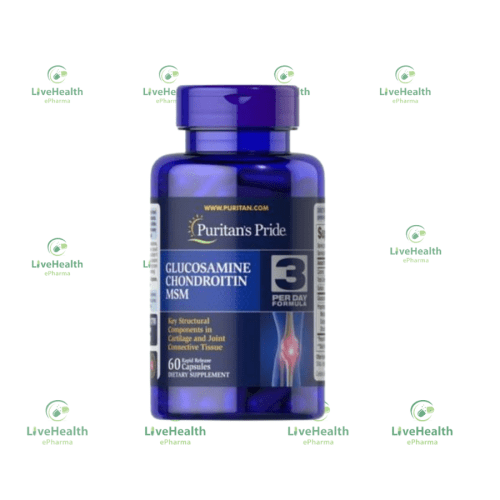 LiveHealth
ePharma
LiveHealth
ePharma
LiveHealth
ePharma
WWW.PURITAN.COM
Puritan's Pride
GLUCOSAMINE
CHONDROITIN
MSM
3
PER DAY
FORMULA
Key Structural
Components in
Cartilage and Joint
Connective Tissue
60 Rapid Release
Capsules
DIETARY SUPPLEMENT
LiveHealth
ePharma
LiveHealth
ePharma
LiveHealth
ePharma
LiveHealth
ePharma
LiveHealth
ePharma
LiveHealth
ePharma